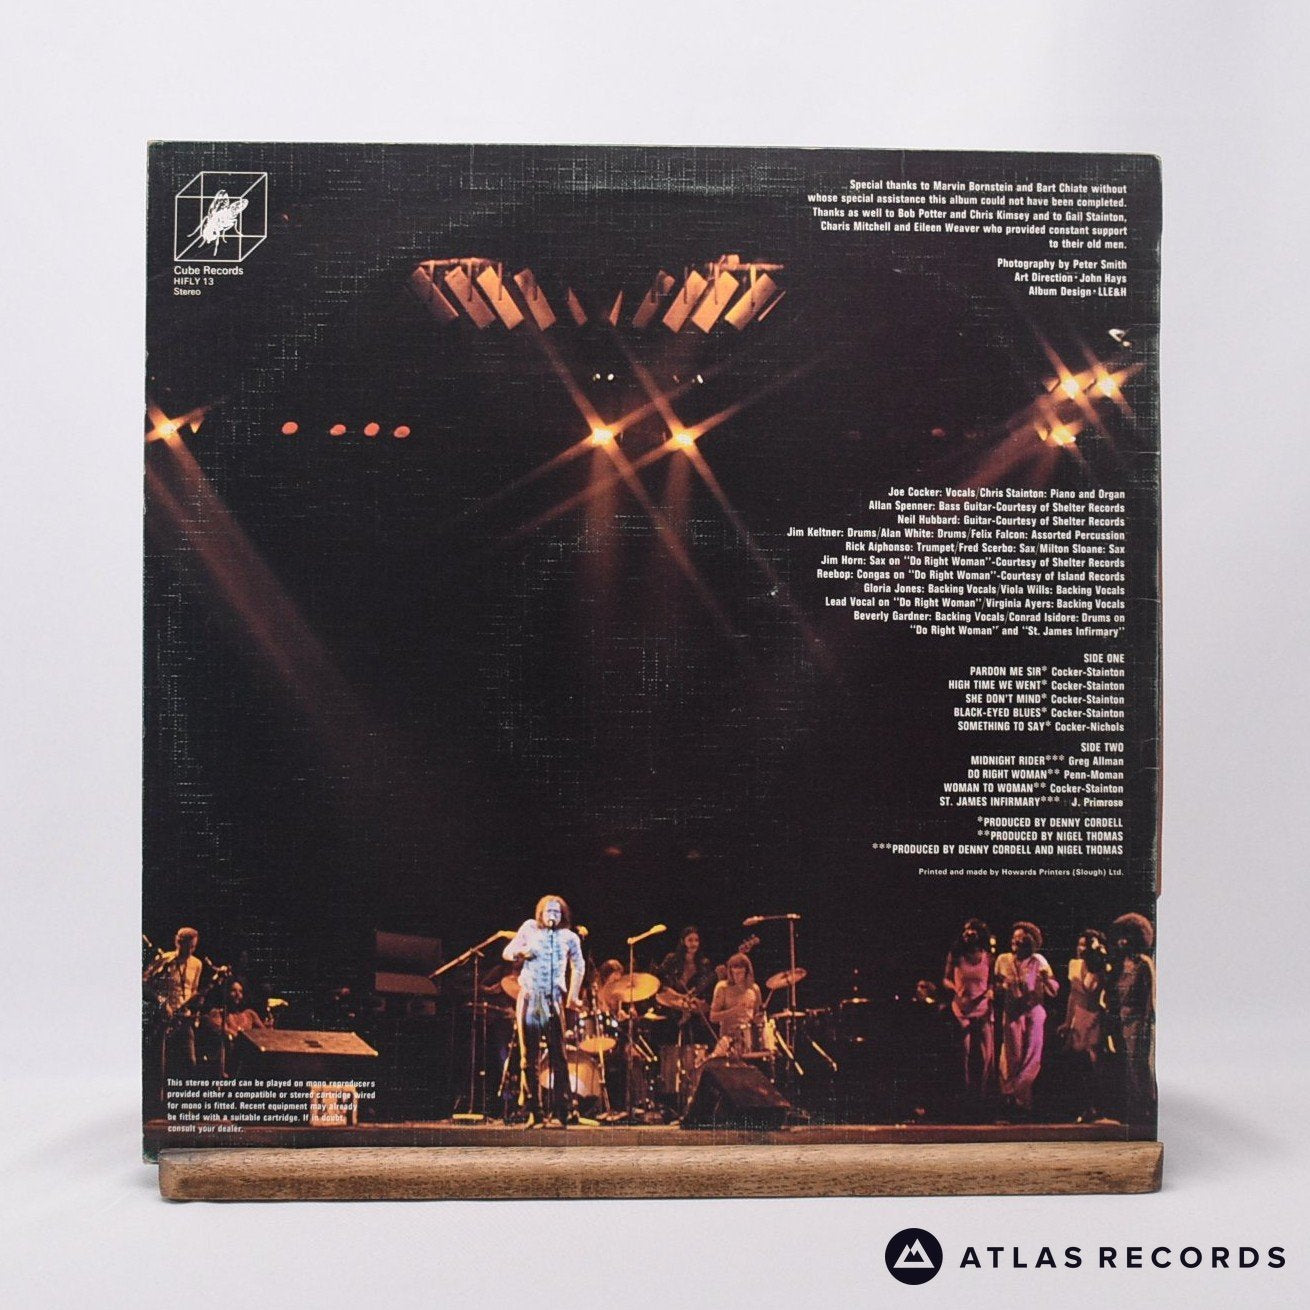 Cube Records
HIFLY 13
Stereo
Special thanks to Marvin Bornstein and Bart Chiate without
whose special assistance this album could not have been completed.
Thanks as well to Bob Potter and Chris Kimsey and to Gail Stainton,
Charis Mitchell and Eileen Weaver who provided constant support
to their old men.
Photography by Peter Smith
Art Direction·John Hays
Album Design·LLE&H
Joe Cocker: Vocals/Chris Stainton: Piano and Organ
Allan Spenner: Bass Guitar-Courtesy of Shelter Records
Neil Hubbard: Guitar-Courtesy of Shelter Records
Jim Keltner: Drums/Alan White: Drums/Felix Falcon: Assorted Percussion
Rick Alphonso: Trumpet/Fred Scerbo: Sax/Milton Sloane: Sax
Jim Horn: Sax on "Do Right Woman"-Courtesy of Shelter Records
Reebop: Congas on "Do Right Woman"-Courtesy of Island Records
Gloria Jones: Backing Vocals/Viola Wills: Backing Vocals
Lead Vocal on "Do Right Woman"/Virginia Ayers: Backing Vocals
Beverly Gardner: Backing Vocals/Conrad Isidore: Drums on
"Do Right Woman" and "St. James Infirmary"
SIDE ONE
PARDON ME SIR* Cocker-Stainton
HIGH TIME WE WENT* Cocker-Stainton
SHE DON'T MIND* Cocker-Stainton
BLACK-EYED BLUES* Cocker-Stainton
SOMETHING TO SAY* Cocker-Nichols
SIDE TWO
MIDNIGHT RIDER*** Greg Allman
DO RIGHT WOMAN** Penn-Moman
WOMAN TO WOMAN** Cocker-Stainton
ST. JAMES INFIRMARY*** J. Primrose
*PRODUCED BY DENNY CORDELL
**PRODUCED BY NIGEL THOMAS
***PRODUCED BY DENNY CORDELL AND NIGEL THOMAS
Printed and made by Howards Printers (Slough) Ltd.
This stereo record can be played on mono reproducers
provided either a compatible or stereo cartridge wired
for mono is fitted. Recent equipment may already
be fitted with a suitable cartridge. If in doubt,
consult your dealer.
ATLAS RECORDS